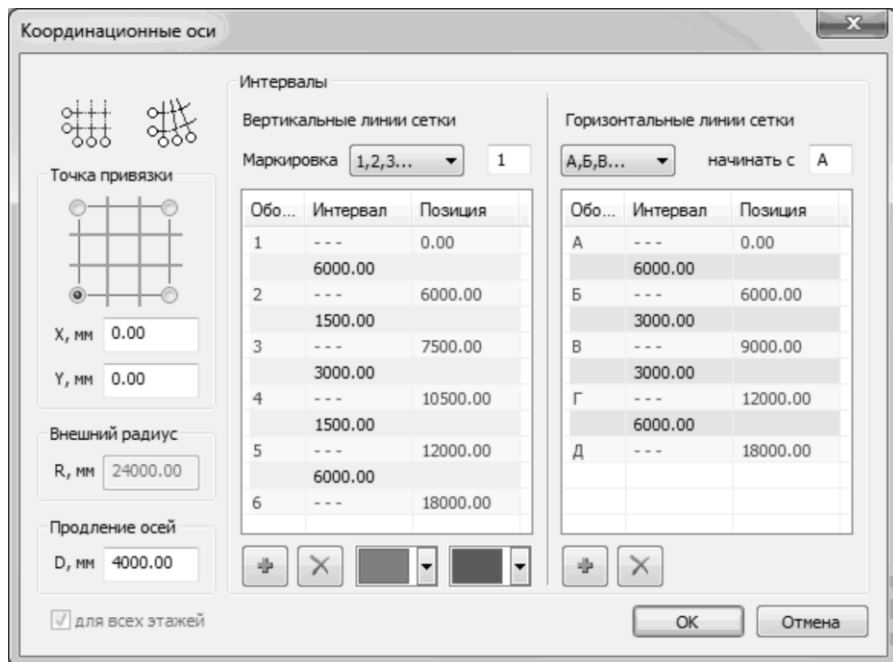 Координационные оси
Интервалы
Вертикальные линии сетки
Горизонтальные линии сетки
Маркировка 1,2,3... 1
А,Б,В... начинать с А
Точка привязки
X, мм 0.00
Y, мм 0.00
Внешний радиус
R, мм 24000.00
Продление осей
D, мм 4000.00
Обо... Интервал Позиция
1 --- 0.00
6000.00
2 --- 6000.00
1500.00
3 --- 7500.00
3000.00
4 --- 10500.00
1500.00
5 --- 12000.00
6000.00
6 --- 18000.00
Обо... Интервал Позиция
А --- 0.00
6000.00
Б --- 6000.00
3000.00
В --- 9000.00
3000.00
Г --- 12000.00
6000.00
Д --- 18000.00
для всех этажей
OK
Отмена